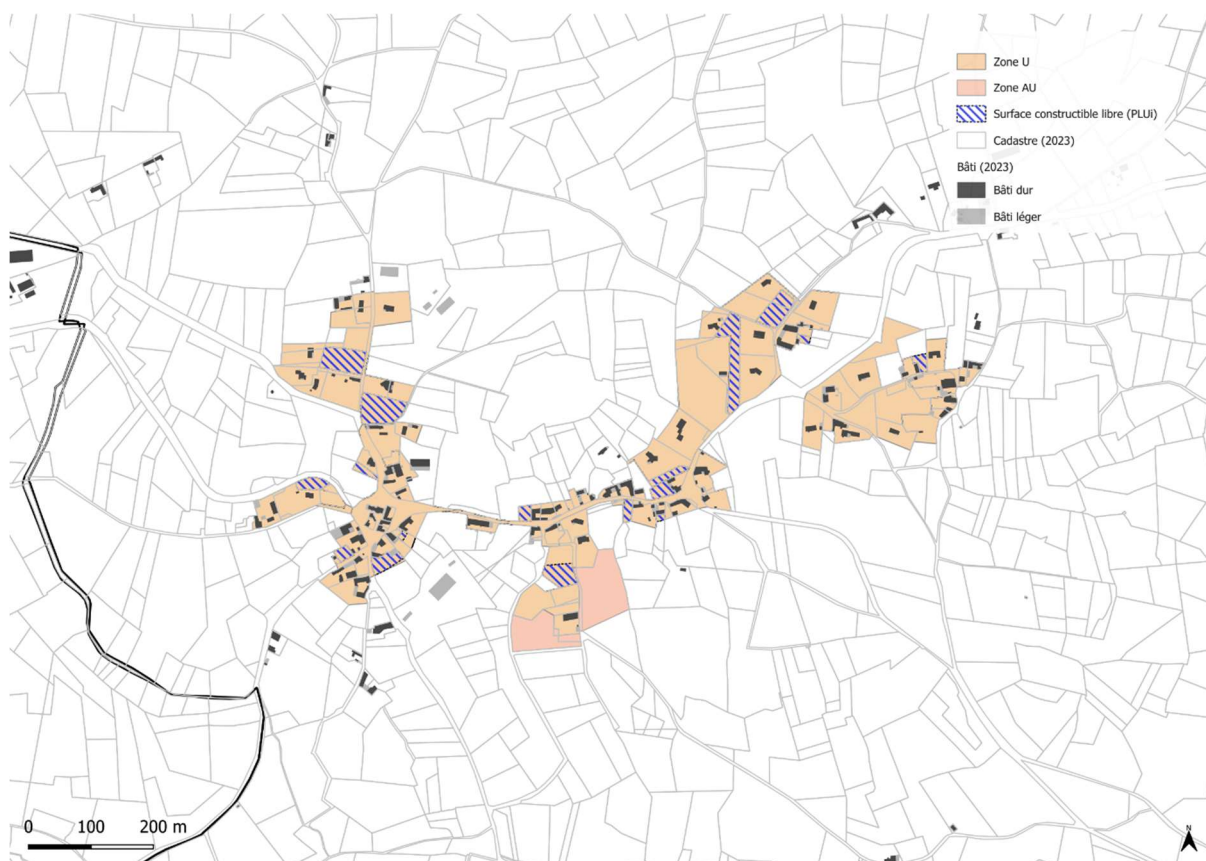 Zone U
Zone AU
Surface constructible libre (PLUi)
Cadastre (2023)
Bâti (2023)
Bâti dur
Bâti léger
0 100 200 m
N